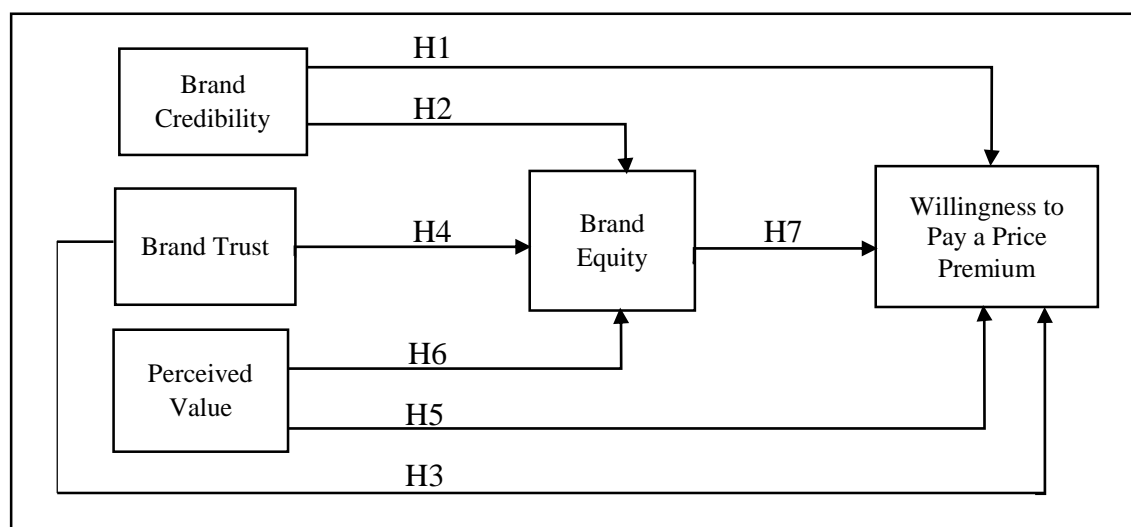 H1
Brand
Credibility
H2
Willingness to
Pay a Price
Premium
Brand Trust
H4
Brand
Equity
H7
H6
Perceived
Value
H5
H3